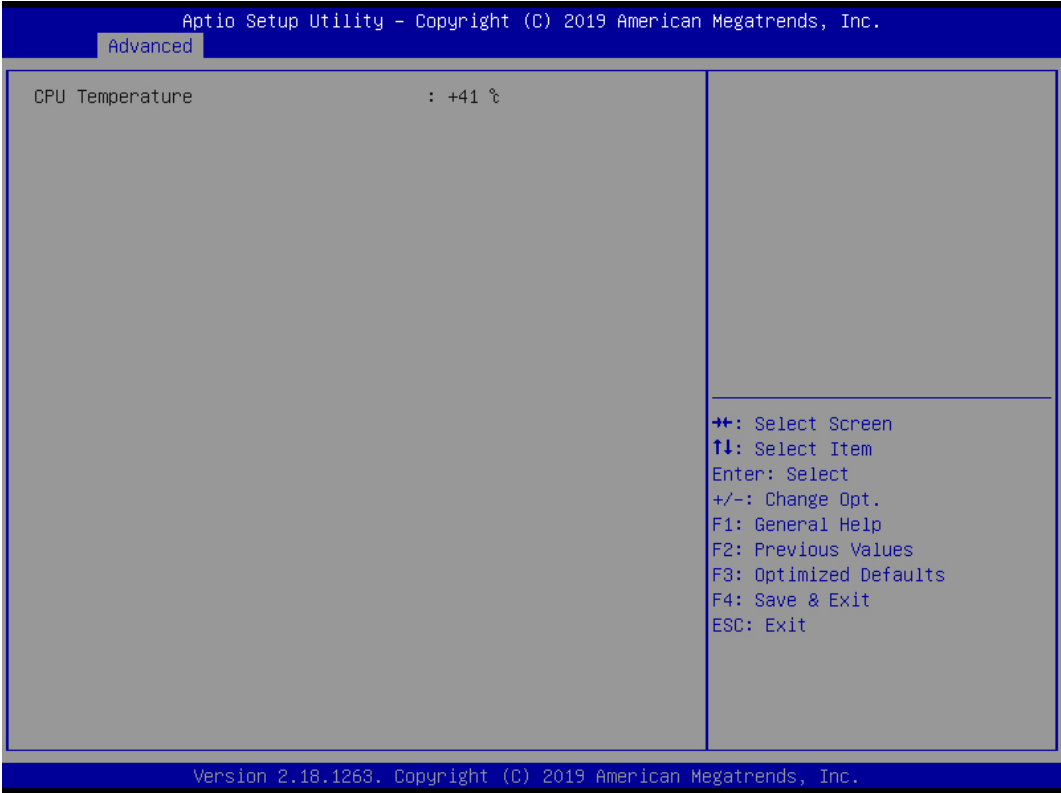 Aptio Setup Utility – Copyright (C) 2019 American Megatrends, Inc.
Advanced
CPU Temperature : +41 ℃
→←: Select Screen
↑↓: Select Item
Enter: Select
+/-: Change Opt.
F1: General Help
F2: Previous Values
F3: Optimized Defaults
F4: Save & Exit
ESC: Exit
Version 2.18.1263. Copyright (C) 2019 American Megatrends, Inc.